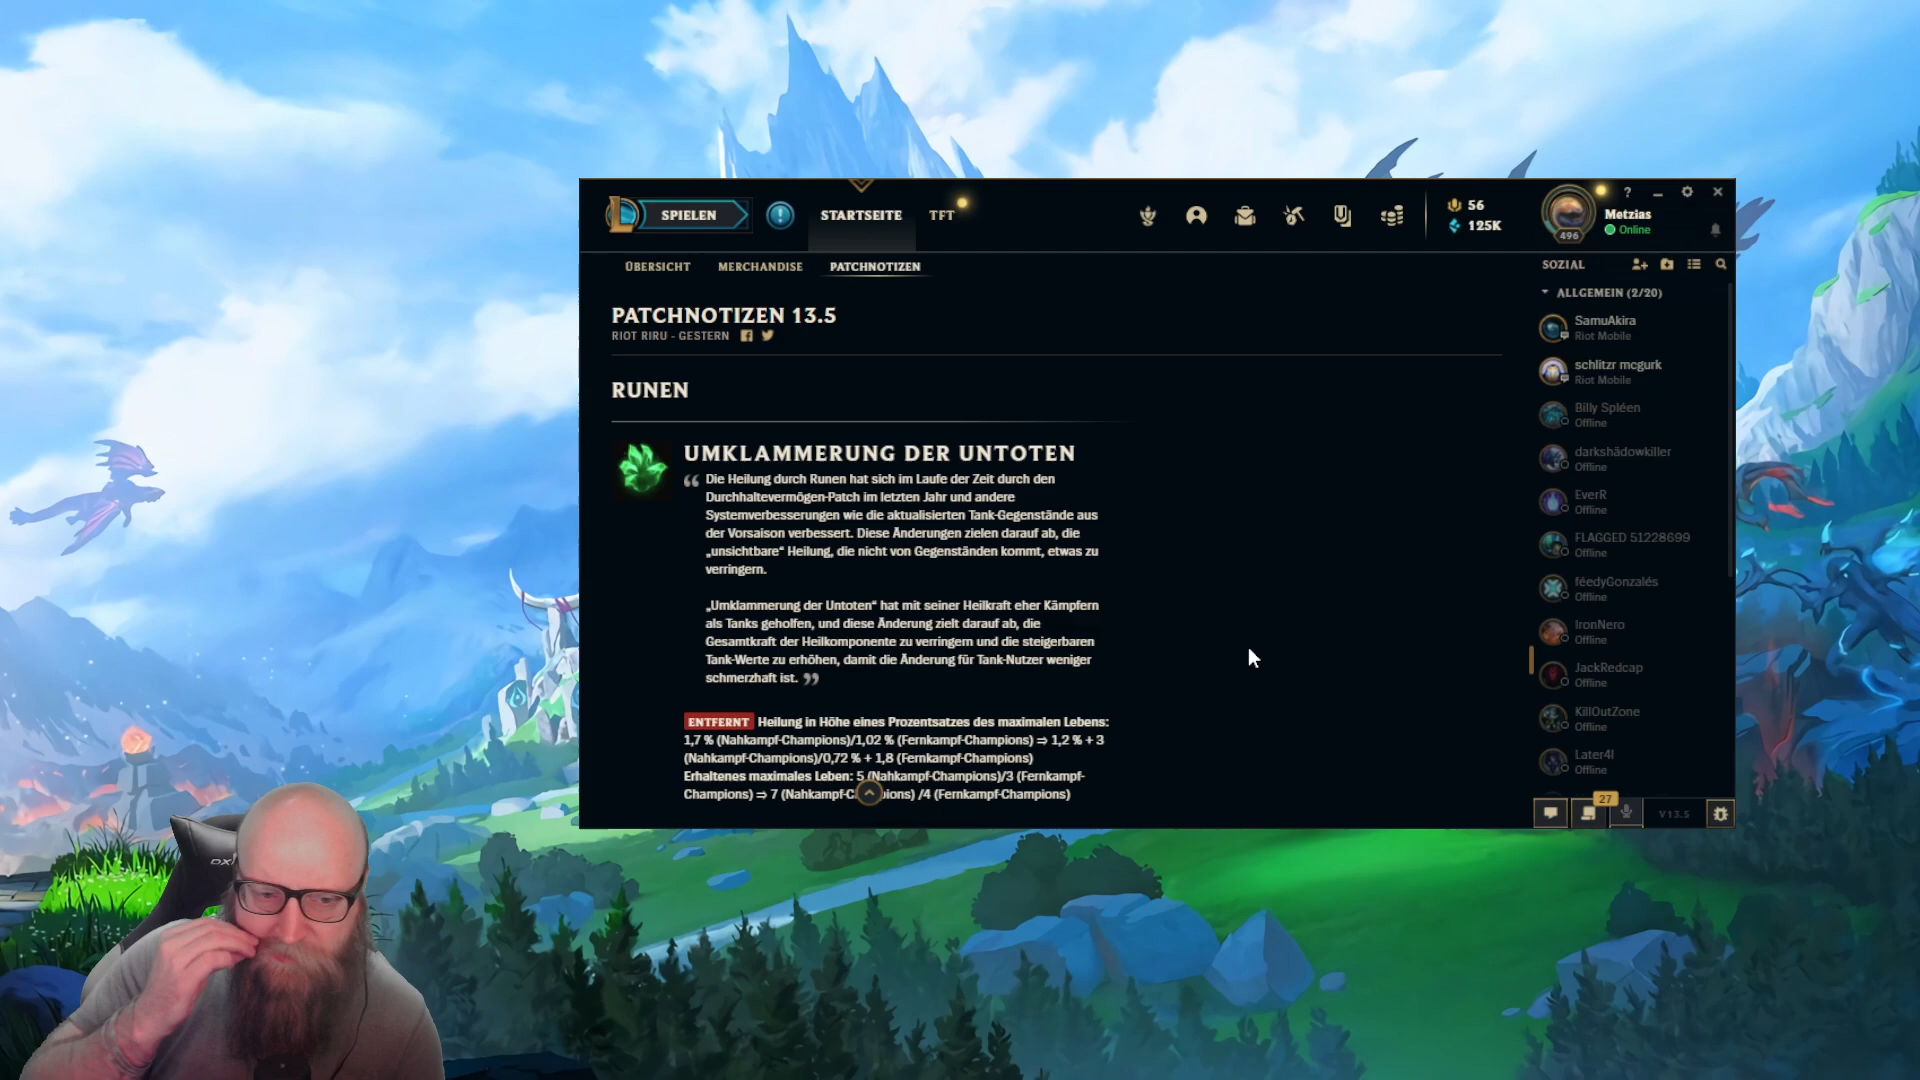 SPIELEN
STARTSEITE
TFT
56
125K
496
?
Metzias
Online
ÜBERSICHT
MERCHANDISE
PATCHNOTIZEN
PATCHNOTIZEN 13.5
RIOT RIRU - GESTERN
RUNEN
UMKLAMMERUNG DER UNTOTEN
Die Heilung durch Runen hat sich im Laufe der Zeit durch den
Durchhaltevermögen-Patch im letzten Jahr und andere
Systemverbesserungen wie die aktualisierten Tank-Gegenstände aus
der Vorsaison verbessert. Diese Änderungen zielen darauf ab, die
„unsichtbare“ Heilung, die nicht von Gegenständen kommt, etwas zu
verringern.
„Umklammerung der Untoten“ hat mit seiner Heilkraft eher Kämpfern
als Tanks geholfen, und diese Änderung zielt darauf ab, die
Gesamtkraft der Heilkomponente zu verringern und die steigerbaren
Tank-Werte zu erhöhen, damit die Änderung für Tank-Nutzer weniger
schmerzhaft ist.
ENTFERNT Heilung in Höhe eines Prozentsatzes des maximalen Lebens:
1,7 % (Nahkampf-Champions)/1,02 % (Fernkampf-Champions) ⇒ 1,2 % + 3
(Nahkampf-Champions)/0,72 % + 1,8 (Fernkampf-Champions)
Erhaltenes maximales Leben: 5 (Nahkampf-Champions)/3 (Fernkampf-
Champions) ⇒ 7 (Nahkampf-Champions) /4 (Fernkampf-Champions)
SOZIAL
ALLGEMEIN (2/20)
SamuAkira
Riot Mobile
schlitzr mcgurk
Riot Mobile
Billy Spléen
Offline
darkshädowkiller
Offline
EverR
Offline
FLAGGED 51228699
Offline
féedyGonzalés
Offline
IronNero
Offline
JackRedcap
Offline
KillOutZone
Offline
Offline
27
V13.5
DX